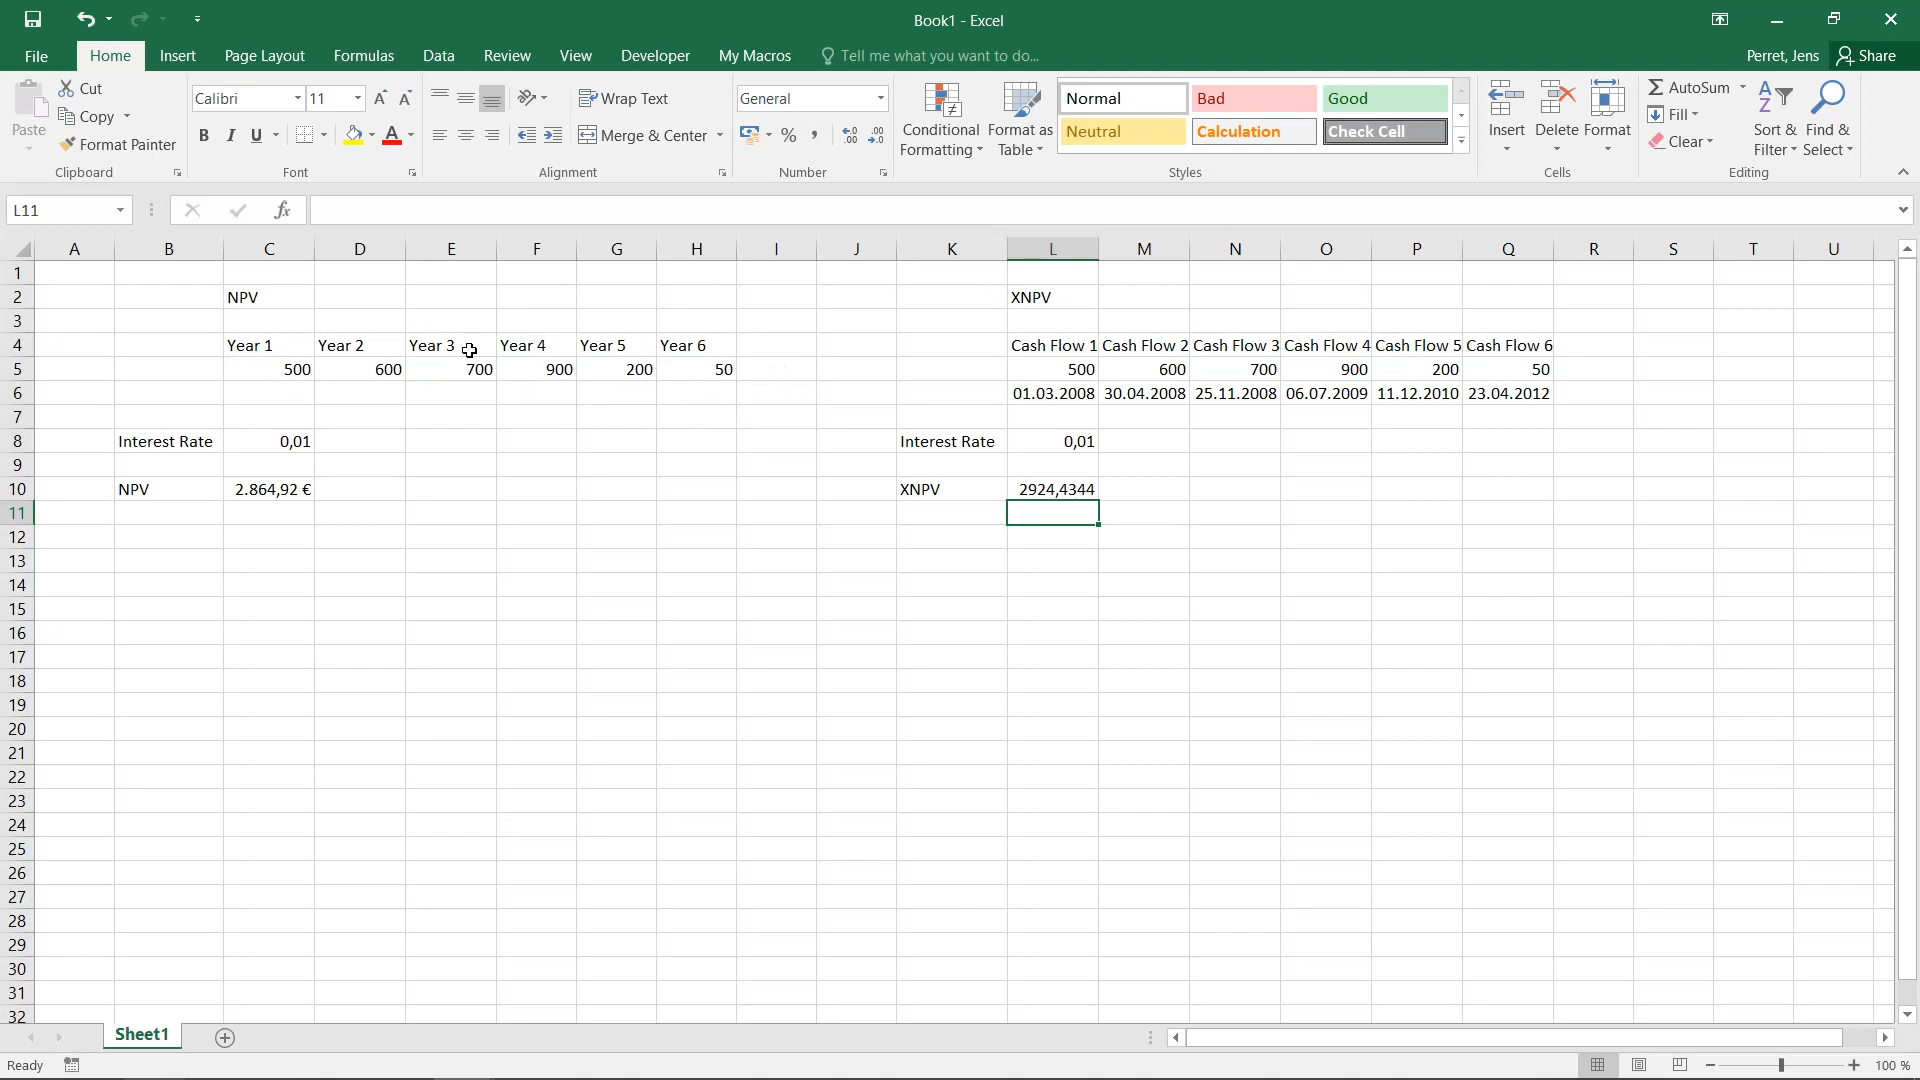 Book1 - Excel
File Home Insert Page Layout Formulas Data Review View Developer My Macros Tell me what you want to do... Perret, Jens Share
Paste Cut Copy Format Painter Clipboard
Calibri 11 A A B I U A Font
Wrap Text Merge & Center Alignment
General % , Number
Conditional Formatting Format as Table
Normal Bad Good
Neutral Calculation Check Cell
Styles
Insert Delete Format Cells
AutoSum Fill Clear Sort & Filter Find & Select Editing
L11 fx
A B C D E F G H I J K L M N O P Q R S T U
1
2 NPV XNPV
3
4 Year 1 Year 2 Year 3 Year 4 Year 5 Year 6 Cash Flow 1 Cash Flow 2 Cash Flow 3 Cash Flow 4 Cash Flow 5 Cash Flow 6
5 500 600 700 900 200 50 500 600 700 900 200 50
6 01.03.2008 30.04.2008 25.11.2008 06.07.2009 11.12.2010 23.04.2012
7
8 Interest Rate 0,01 Interest Rate 0,01
9
10 NPV 2.864,92 € XNPV 2924,4344
11
12
13
14
15
16
17
18
19
20
21
22
23
24
25
26
27
28
29
30
31
32
Sheet1
Ready 100 %